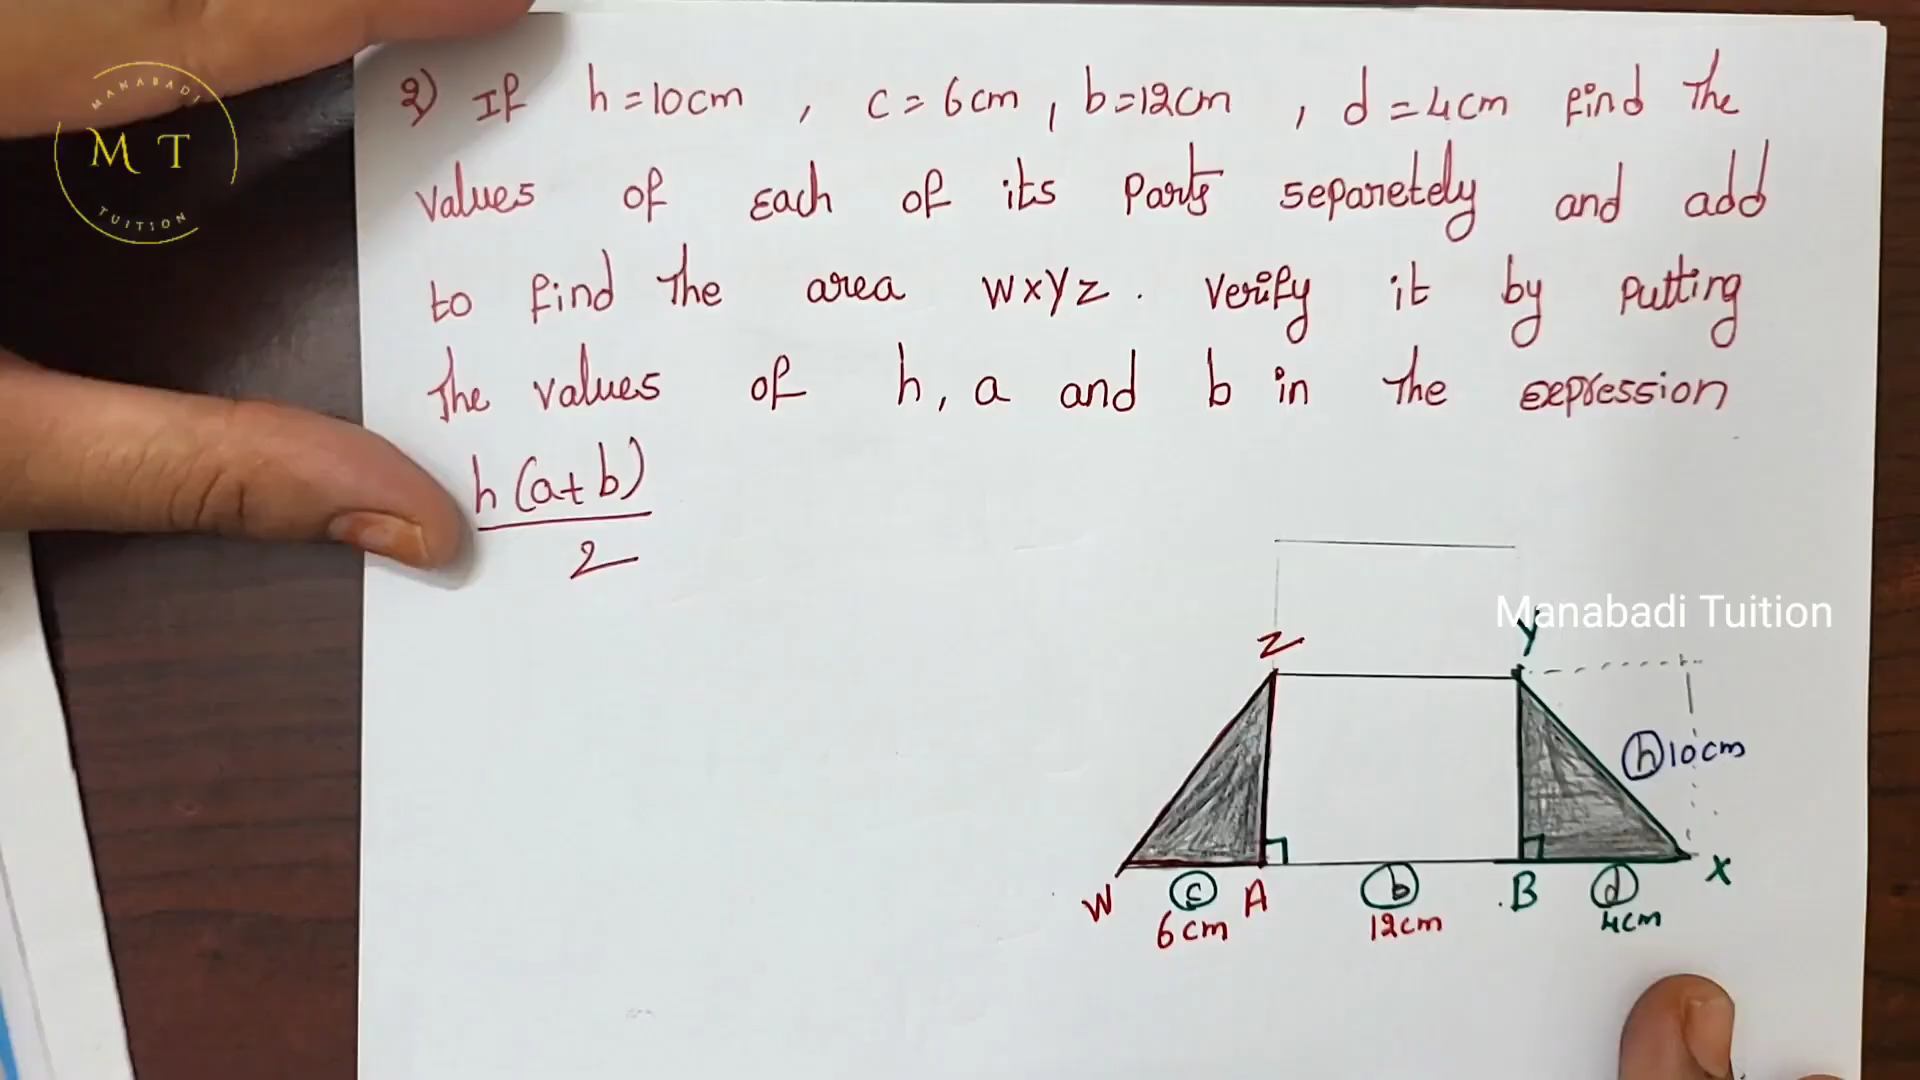 MANABADI
M T
TUITION
2) If h=10cm , c=6cm, b=12cm , d=4cm find the
values of each of its parts separetely and add
to find the area WXYZ. Verify it by putting
the values of h, a and b in the expression
h(a+b)
2
Manabadi Tuition
Z Y
h 10cm
W c A b B d X
6cm 12cm 4cm